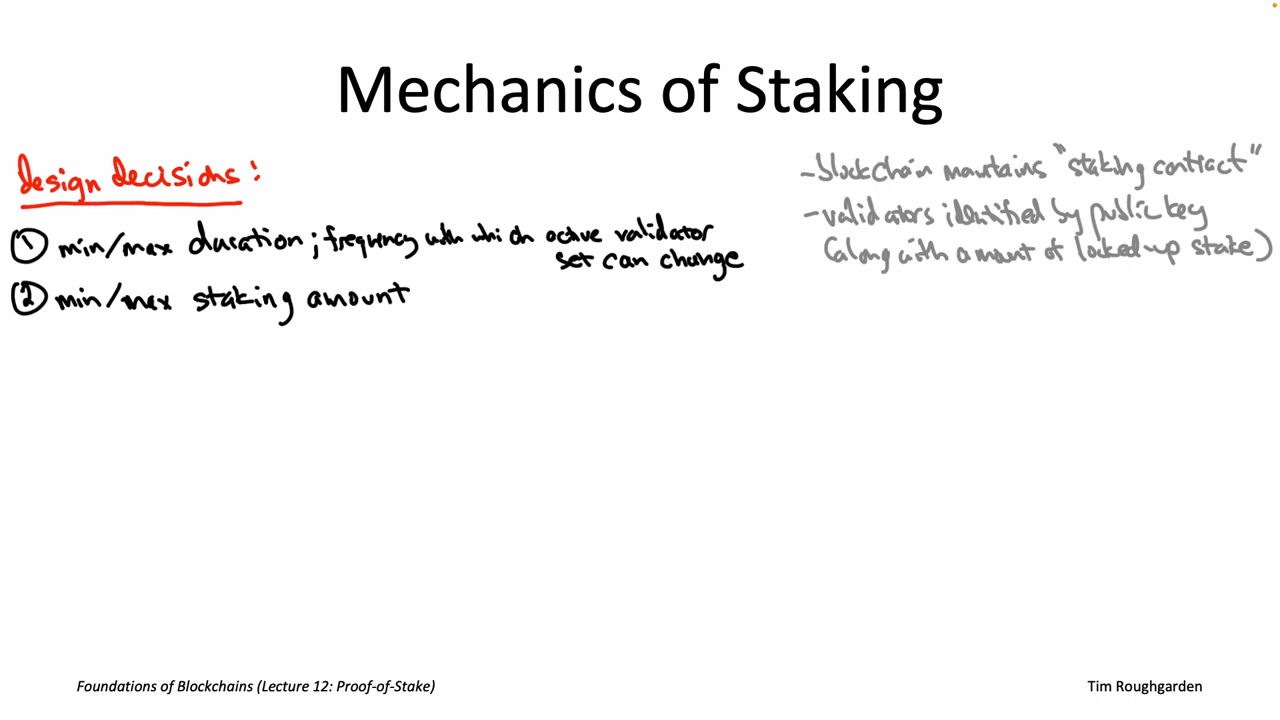 Mechanics of Staking
design decisions:
① min/max duration; frequency with which active validator
set can change
② min/max staking amount
- blockchain maintains "staking contract"
- validators identified by public key
(along with amount of locked-up stake)
Foundations of Blockchains (Lecture 12: Proof-of-Stake)
Tim Roughgarden